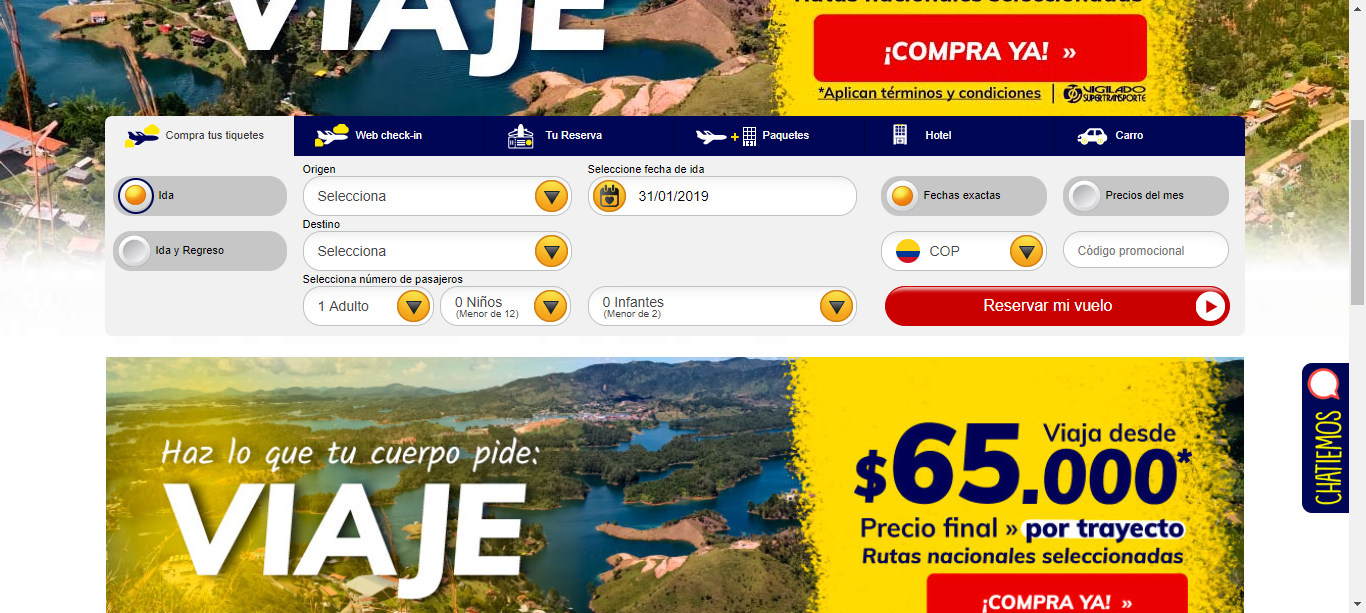 VIAJE
Rutas nacionales seleccionadas
¡COMPRA YA! »
*Aplican términos y condiciones | VIGILADO
SUPERTRANSPORTE
Compra tus tiquetes
Web check-in
Tu Reserva
Paquetes
Hotel
Carro
Ida
Ida y Regreso
Origen
Selecciona
Destino
Selecciona
Selecciona número de pasajeros
1 Adulto
0 Niños
(Menor de 12)
0 Infantes
(Menor de 2)
Seleccione fecha de ida
31/01/2019
Fechas exactas
Precios del mes
COP
Código promocional
Reservar mi vuelo
Haz lo que tu cuerpo pide:
VIAJE
Viaja desde
$65.000*
Precio final » por trayecto
Rutas nacionales seleccionadas
¡COMPRA YA! »
CHATIEMOS